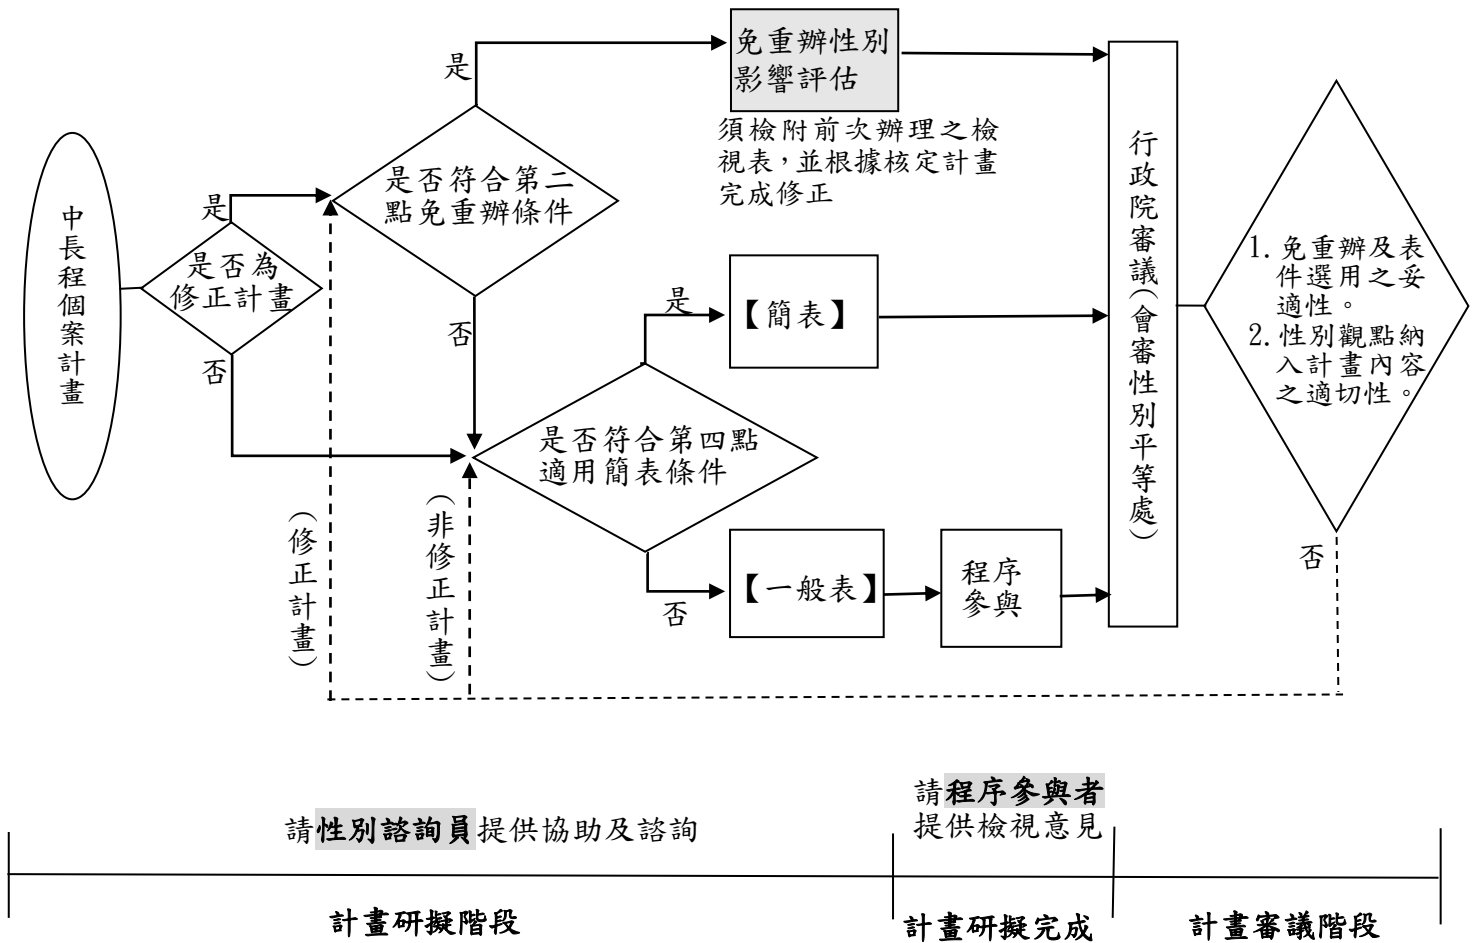 中長程個案計畫
是否為
修正計畫
是
否
是否符合第二
點免重辦條件
是
否
免重辦性別
影響評估
須檢附前次辦理之檢
視表，並根據核定計畫
完成修正
是否符合第四點
適用簡表條件
是
否
【簡表】
【一般表】
程序
參與
行政院審議（會審性別平等處）
1. 免重辦及表
件選用之妥
適性。
2. 性別觀點納
入計畫內容
之適切性。
否
（修正計畫）
（非修正計畫）
請性別諮詢員提供協助及諮詢
請程序參與者
提供檢視意見
計畫研擬階段
計畫研擬完成
計畫審議階段